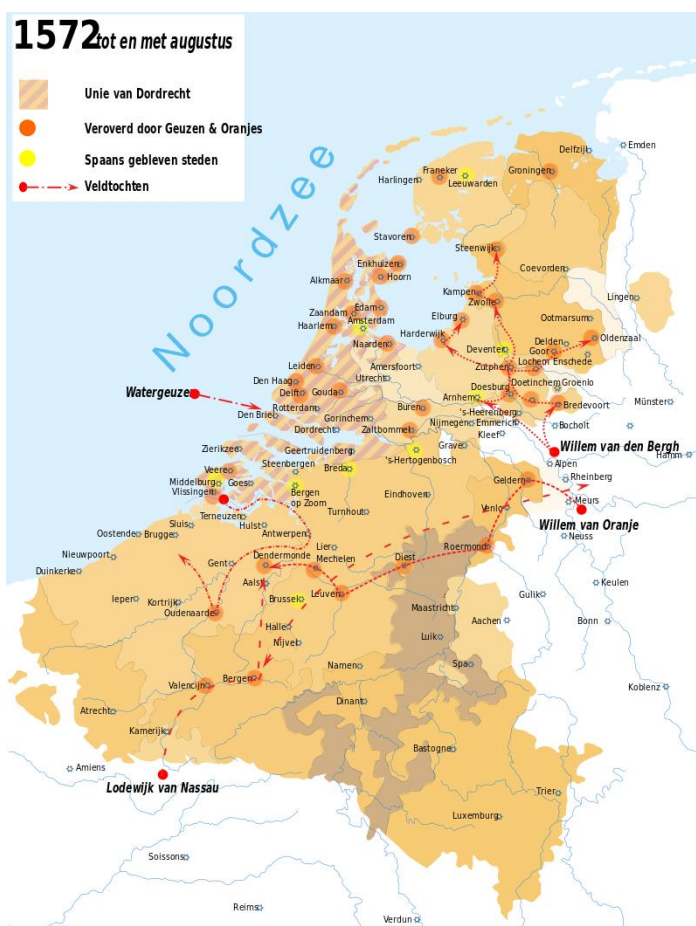 1572 tot en met augustus
Unie van Dordrecht
Veroverd door Geuzen & Oranjes
Spaans gebleven steden
Veldtochten
Noordzee
Delfzijl
Emden
Groningen
Franeker
Leeuwarden
Harlingen
Stavoren
Steenwijk
Enkhuizen
Hoorn
Coevorden
Alkmaar
Kampen
Zwolle
Lingen
Edam
Zaandam
Amsterdam
Haarlem
Elburg
Harderwijk
Ootmarsum
Delden
Oldenzaal
Naarden
Deventer
Goor
Enschede
Lochem
Zutphen
Leiden
Amersfoort
Utrecht
Den Haag
Delft
Gouda
Doesburg
Doetinchem
Groenlo
Arnhem
Watergeuzen
Rotterdam
Den Briel
Gorinchem
Buren
's-Heerenberg
Bredevoort
Münster
Dordrecht
Zaltbommel
Nijmegen
Emmerich
Kleef
Bocholt
Zierikzee
Geertruidenberg
's-Hertogenbosch
Grave
Willem van den Bergh
Hamm
Veere
Steenbergen
Breda
Alpen
Rheinberg
Middelburg
Goes
Bergen
op Zoom
Vlissingen
Eindhoven
Geldern
Meurs
Terneuzen
Turnhout
Venlo
Willem van Oranje
Sluis
Hulst
Antwerpen
Oostende
Brugge
Neuss
Nieuwpoort
Gent
Lier
Mechelen
Dendermonde
Diest
Roermond
Duinkerke
Aalst
Ieper
Kortrijk
Oudenaarde
Brussel
Leuven
Maastricht
Gulik
Keulen
Halle
Aachen
Bonn
Nijvel
Luik
Valencijn
Bergen
Namen
Spa
Koblenz
Atrecht
Dinant
Kamerijk
Bastogne
Amiens
Lodewijk van Nassau
Trier
Luxemburg
Soissons
Reims
Verdun